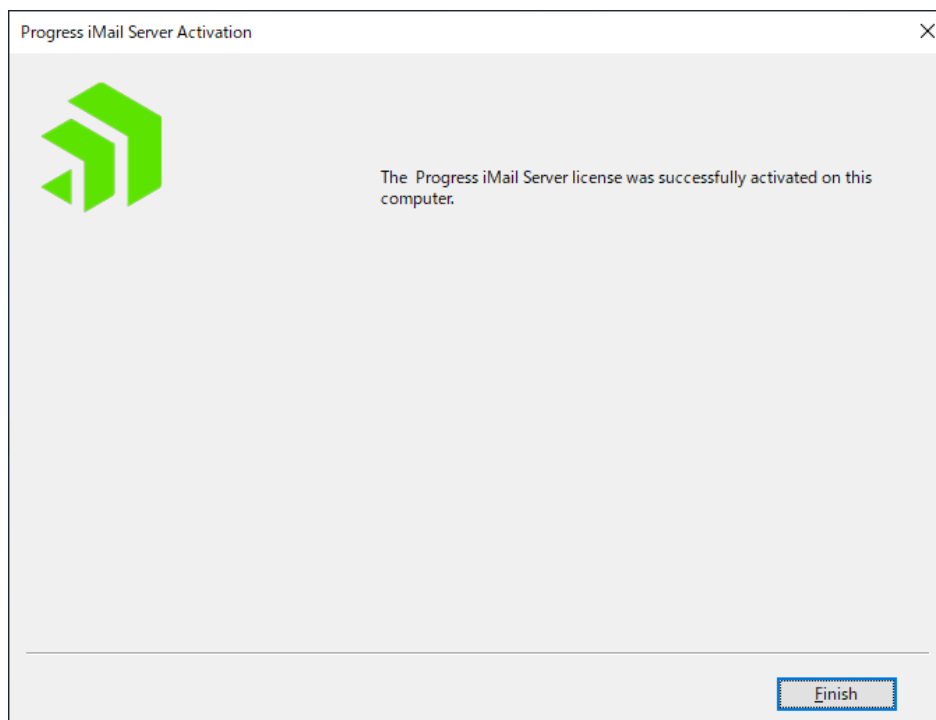 Progress iMail Server Activation
The  Progress iMail Server license was successfully activated on this
computer.
Finish